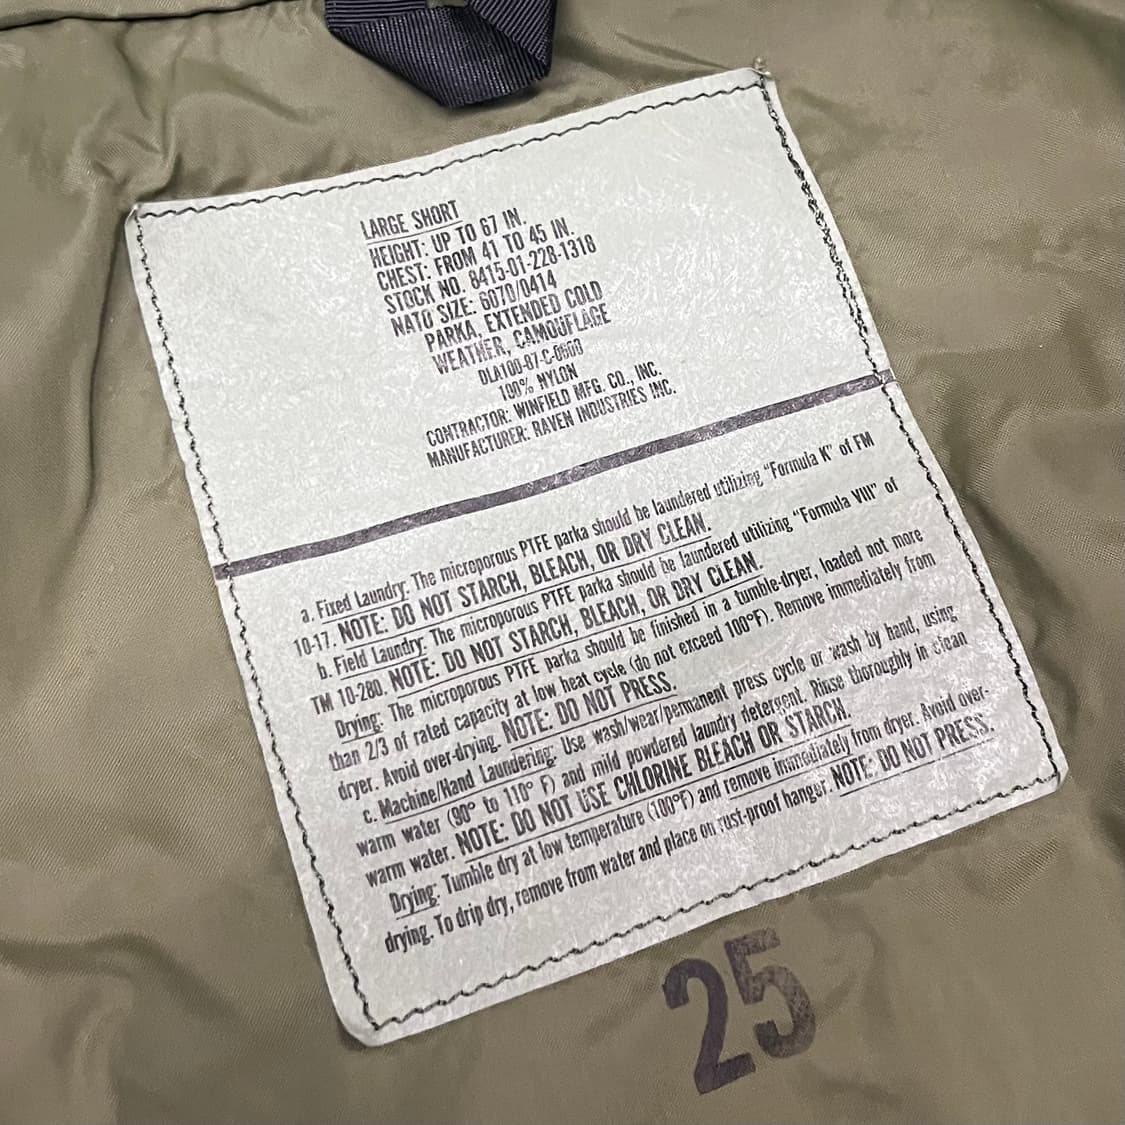 LARGE SHORT
HEIGHT: UP TO 67 IN.
CHEST: FROM 41 TO 45 IN.
STOCK NO. 8415-01-228-1318
NATO SIZE: 6070/0414
PARKA, EXTENDED COLD
WEATHER, CAMOUFLAGE
DLA100-87-C-0600
100% NYLON
CONTRACTOR: WINFIELD MFG. CO., INC.
MANUFACTURER: RAVEN INDUSTRIES INC.
a. Fixed Laundry: The microporous PTFE parka should be laundered utilizing "Formula K" of FM
10-17. NOTE: DO NOT STARCH, BLEACH, OR DRY CLEAN.
b. Field Laundry: The microporous PTFE parka should be laundered utilizing "Formula VIII" of
TM 10-280. NOTE: DO NOT STARCH, BLEACH, OR DRY CLEAN.
Drying: The microporous PTFE parka should be finished in a tumble-dryer, loaded not more
than 2/3 of rated capacity at low heat cycle (do not exceed 100°F). Remove immediately from
dryer. Avoid over-drying. NOTE: DO NOT PRESS.
c. Machine/Hand Laundering: Use wash/wear/permanent press cycle or wash by hand, using
warm water (90° to 110° F) and mild powdered laundry detergent. Rinse thoroughly in clean
warm water. NOTE: DO NOT USE CHLORINE BLEACH OR STARCH.
Drying: Tumble dry at low temperature (100°F) and remove immediately from dryer. Avoid over-
drying. To drip dry, remove from water and place on rust-proof hanger. NOTE: DO NOT PRESS.
25